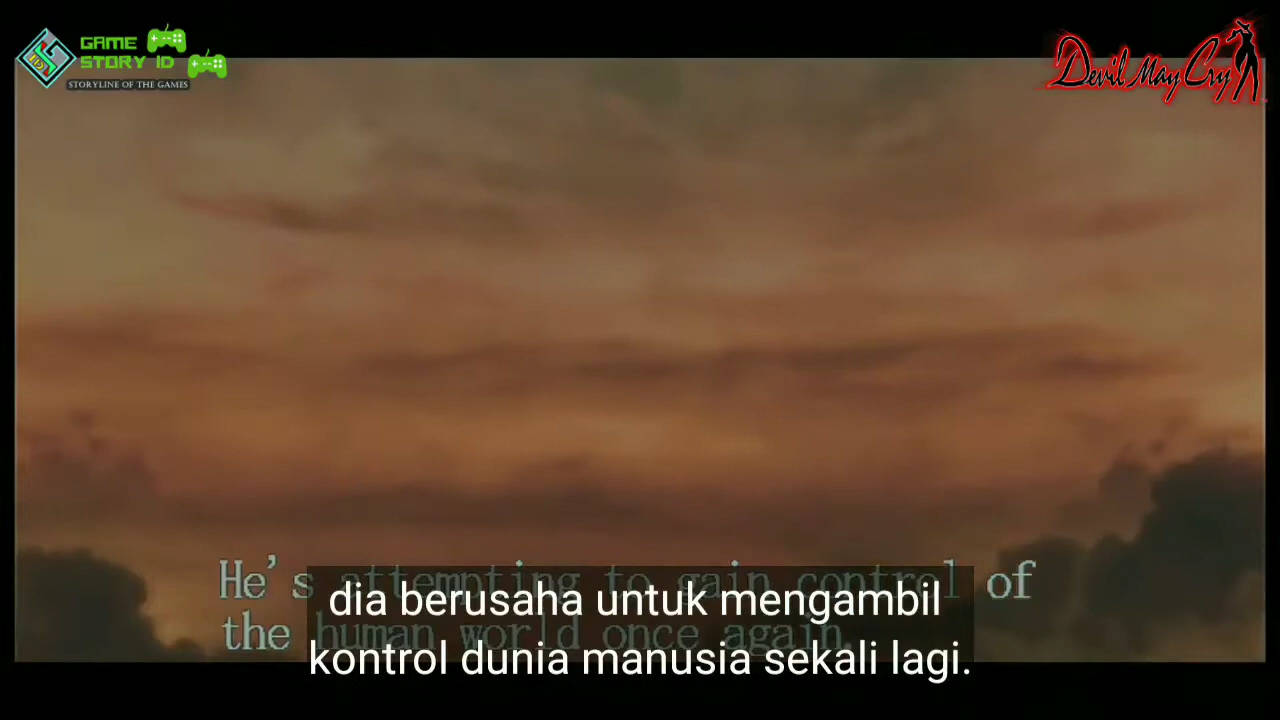 GAME
STORY ID
STORYLINE OF THE GAMES
Devil May Cry
He's attempting to gain control of
the human world once again.
dia berusaha untuk mengambil
kontrol dunia manusia sekali lagi.